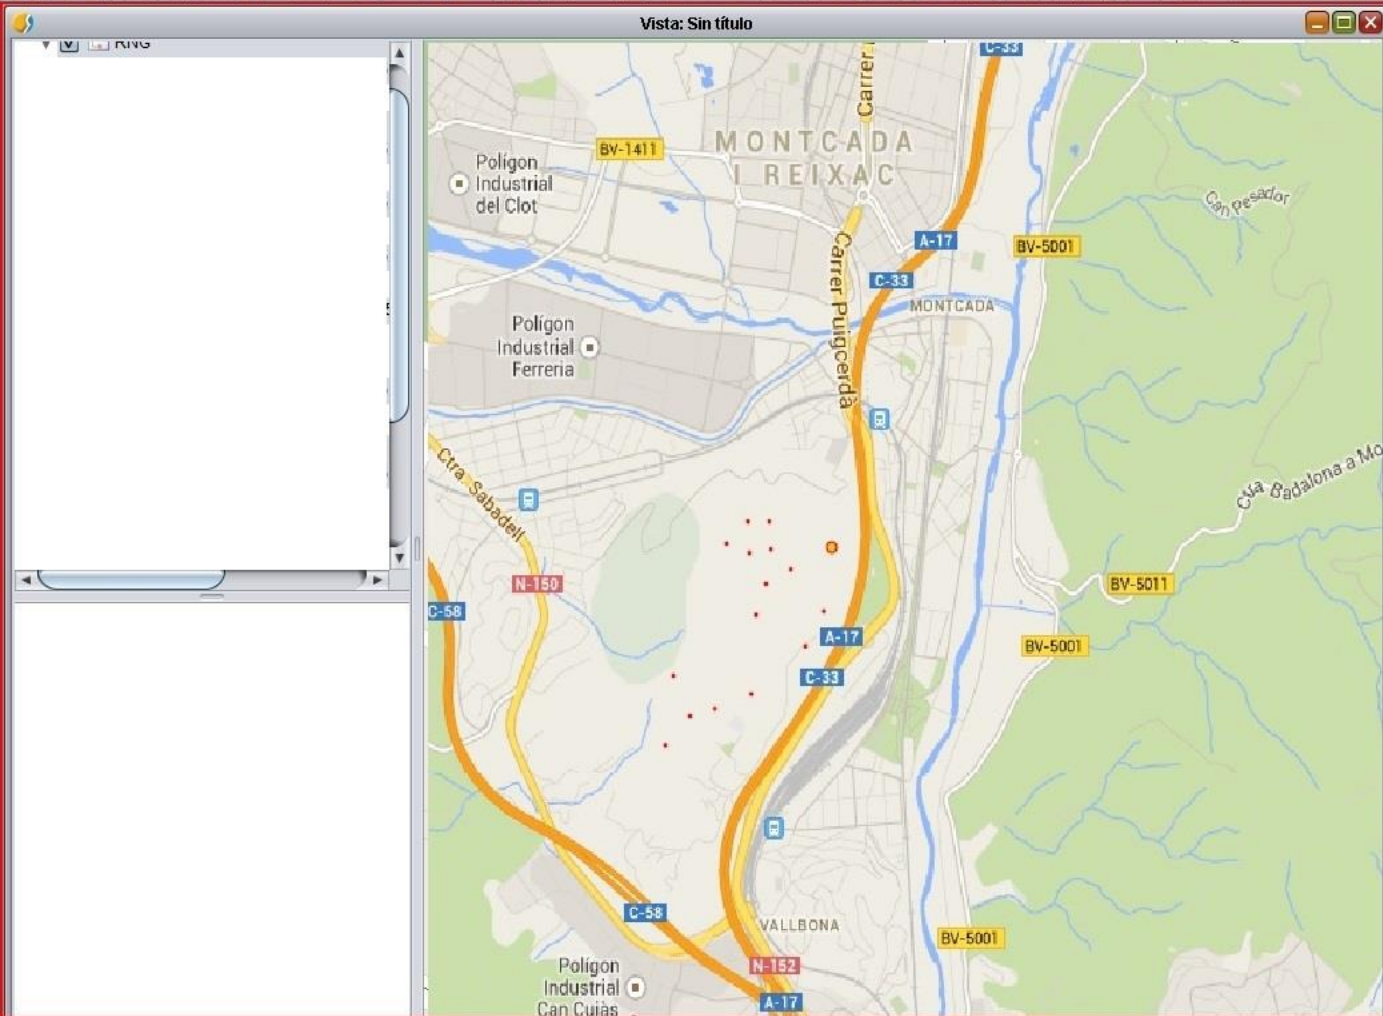 Vista: Sin título
RNG
C-33
Carrer
MONTCADA
I REIXAC
BV-1411
Polígon
Industrial
del Clot
Can Pesador
A-17
BV-5001
C-33
Carrer Puigcerdà
MONTCADA
Polígon
Industrial
Ferreria
Ctra. Sabadell
Cva Badalona a Mo
N-150
BV-5011
C-58
A-17
BV-5001
C-33
C-58
VALLBONA
BV-5001
N-152
Polígon
Industrial
Can Cuiàs
A-17